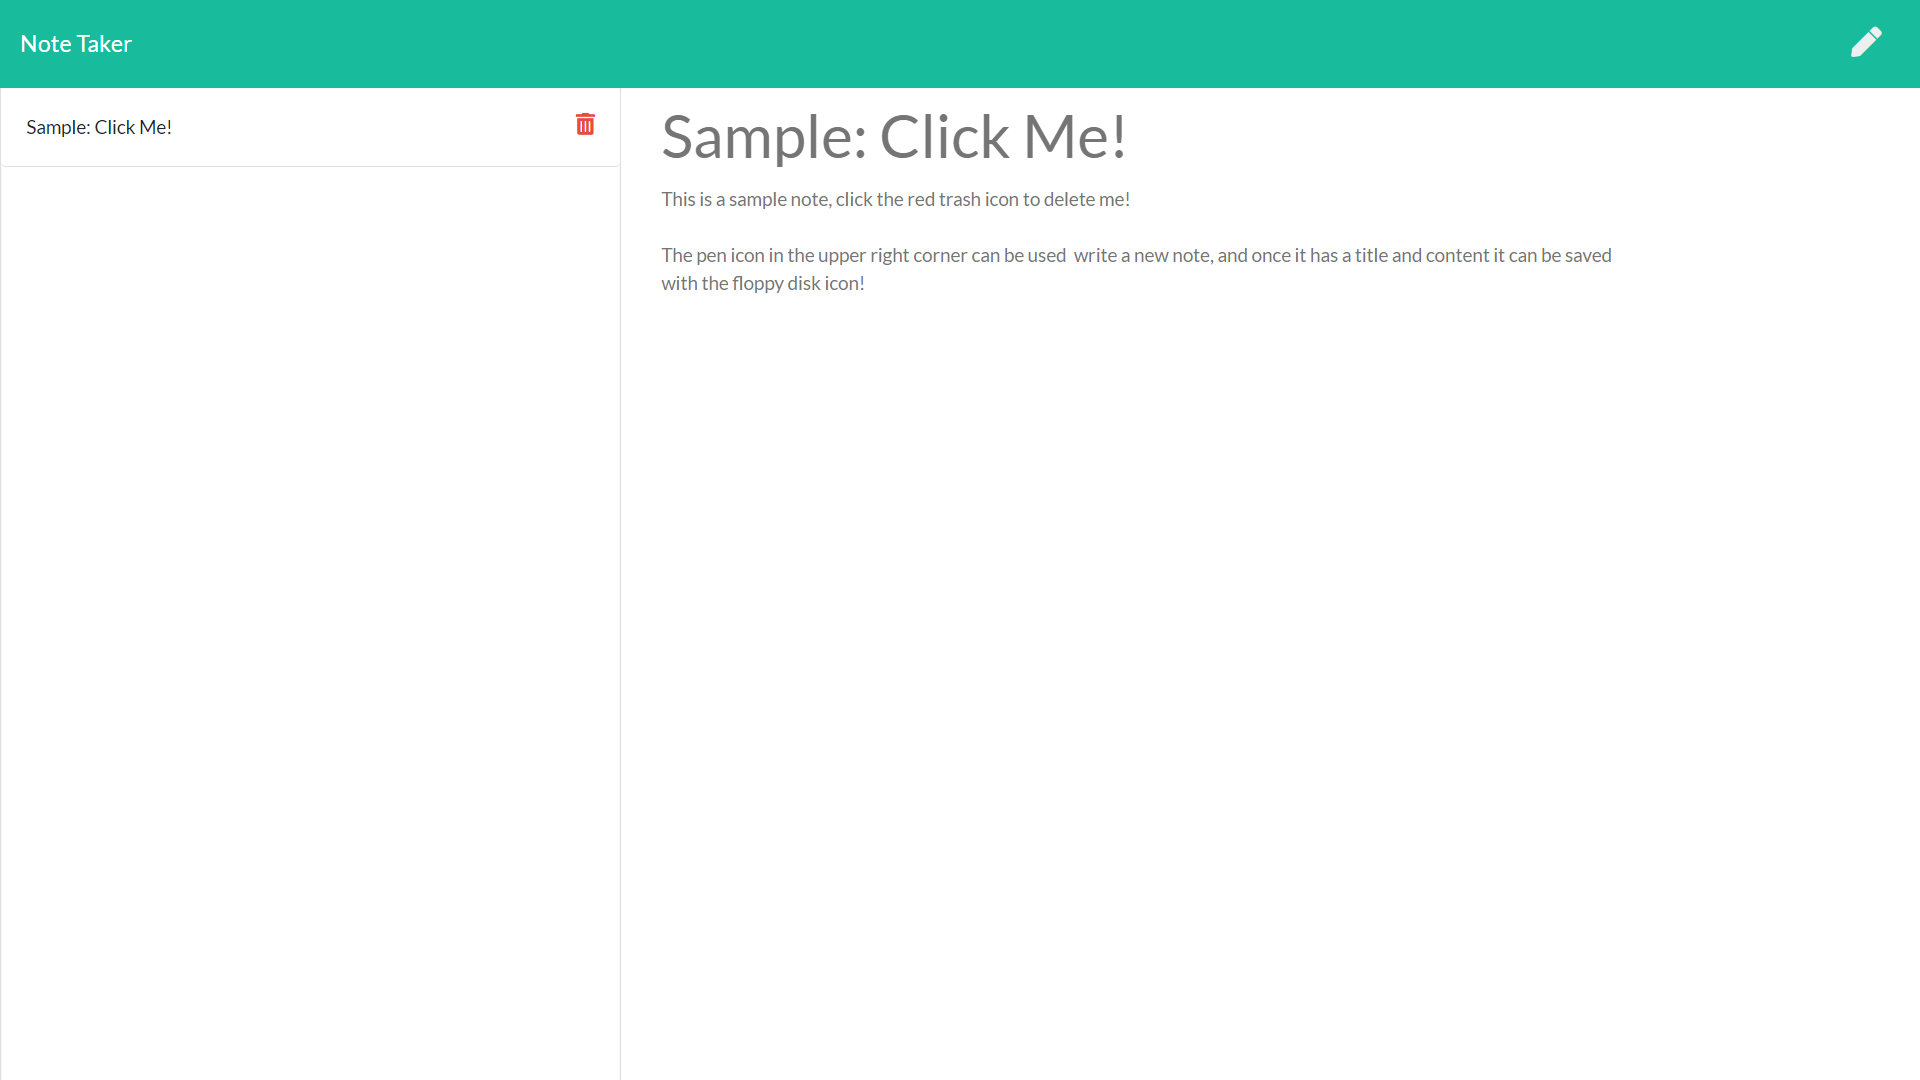 Note Taker
Sample: Click Me!
Sample: Click Me!
This is a sample note, click the red trash icon to delete me!
The pen icon in the upper right corner can be used  write a new note, and once it has a title and content it can be saved
with the floppy disk icon!